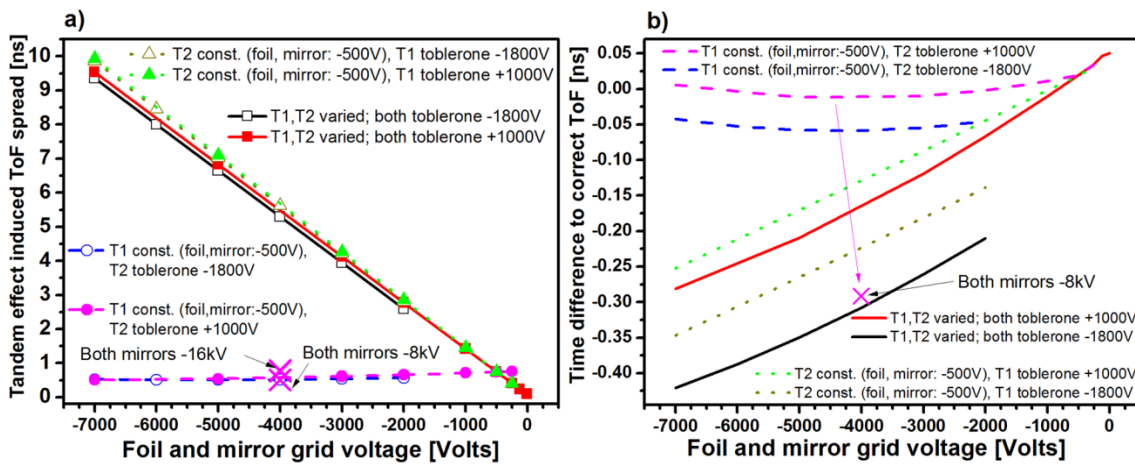 a)
Tandem effect induced ToF spread [ns]
10
9
8
7
6
5
4
3
2
1
0
T2 const. (foil, mirror: -500V), T1 toblerone -1800V
T2 const. (foil, mirror: -500V), T1 toblerone +1000V
T1,T2 varied; both toblerone -1800V
T1,T2 varied; both toblerone +1000V
T1 const. (foil,mirror:-500V),
T2 toblerone -1800V
T1 const. (foil,mirror:-500V),
T2 toblerone +1000V
Both mirrors -16kV
Both mirrors -8kV
-7000 -6000 -5000 -4000 -3000 -2000 -1000 0
Foil and mirror grid voltage [Volts]
b)
Time difference to correct ToF [ns]
0.05
0.00
-0.05
-0.10
-0.15
-0.20
-0.25
-0.30
-0.35
-0.40
T1 const. (foil,mirror:-500V), T2 toblerone +1000V
T1 const. (foil,mirror:-500V), T2 toblerone -1800V
Both mirrors -8kV
T1,T2 varied; both toblerone +1000V
T1,T2 varied; both toblerone -1800V
T2 const. (foil, mirror: -500V), T1 toblerone +1000V
T2 const. (foil, mirror: -500V), T1 toblerone -1800V
-7000 -6000 -5000 -4000 -3000 -2000 -1000 0
Foil and mirror grid voltage [Volts]